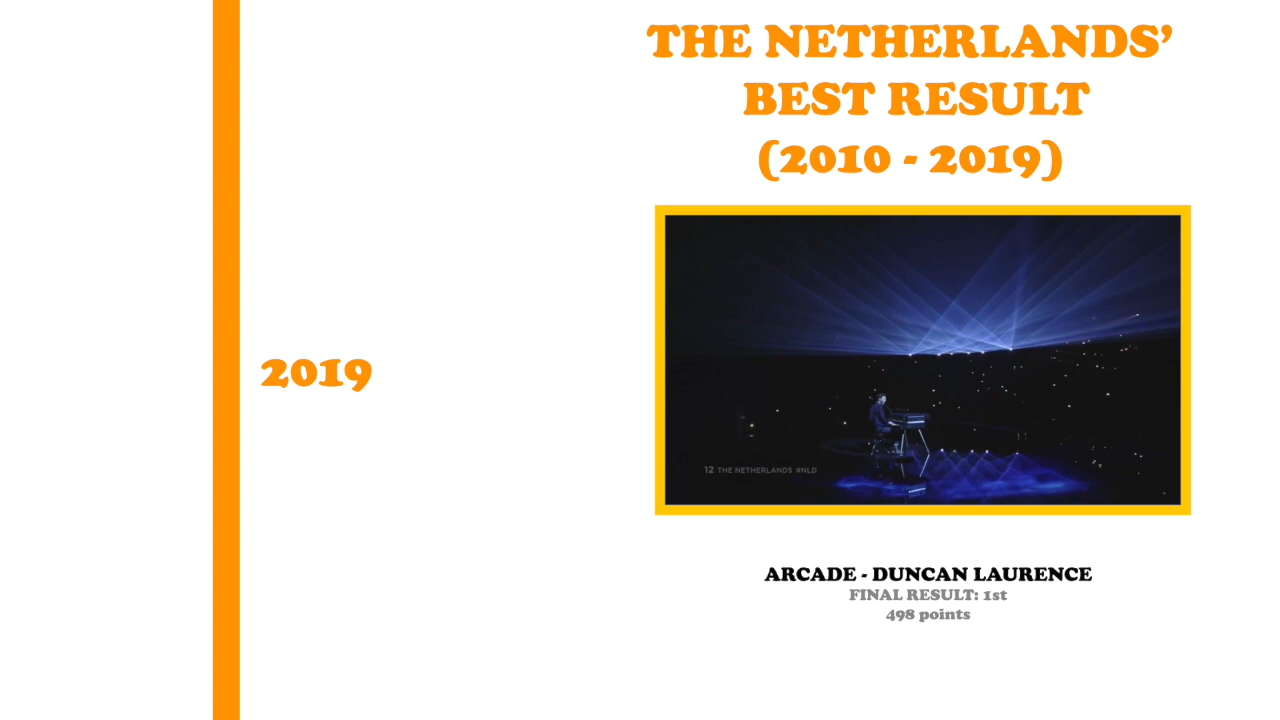 THE NETHERLANDS’
BEST RESULT
(2010 - 2019)
2019
12 THE NETHERLANDS #NLD
ARCADE - DUNCAN LAURENCE
FINAL RESULT: 1st
498 points